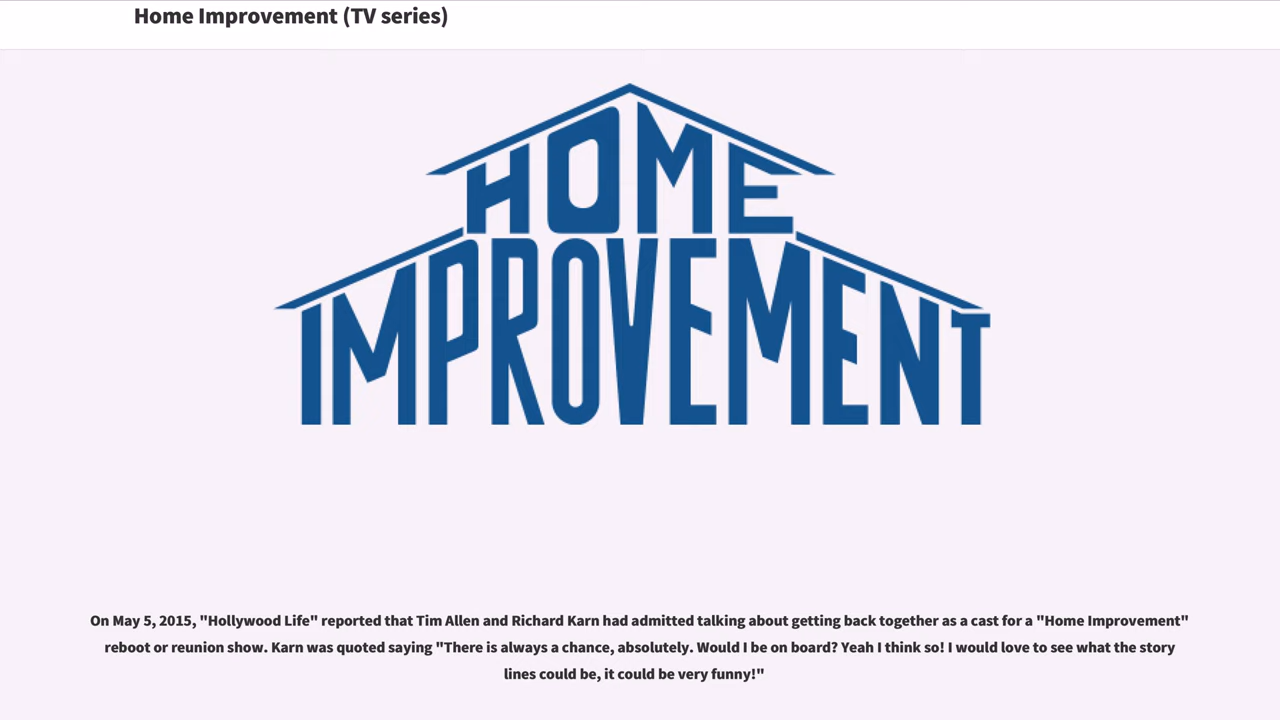 Home Improvement (TV series)
HOME
IMPROVEMENT
On May 5, 2015, "Hollywood Life" reported that Tim Allen and Richard Karn had admitted talking about getting back together as a cast for a "Home Improvement"
reboot or reunion show. Karn was quoted saying "There is always a chance, absolutely. Would I be on board? Yeah I think so! I would love to see what the story
lines could be, it could be very funny!"